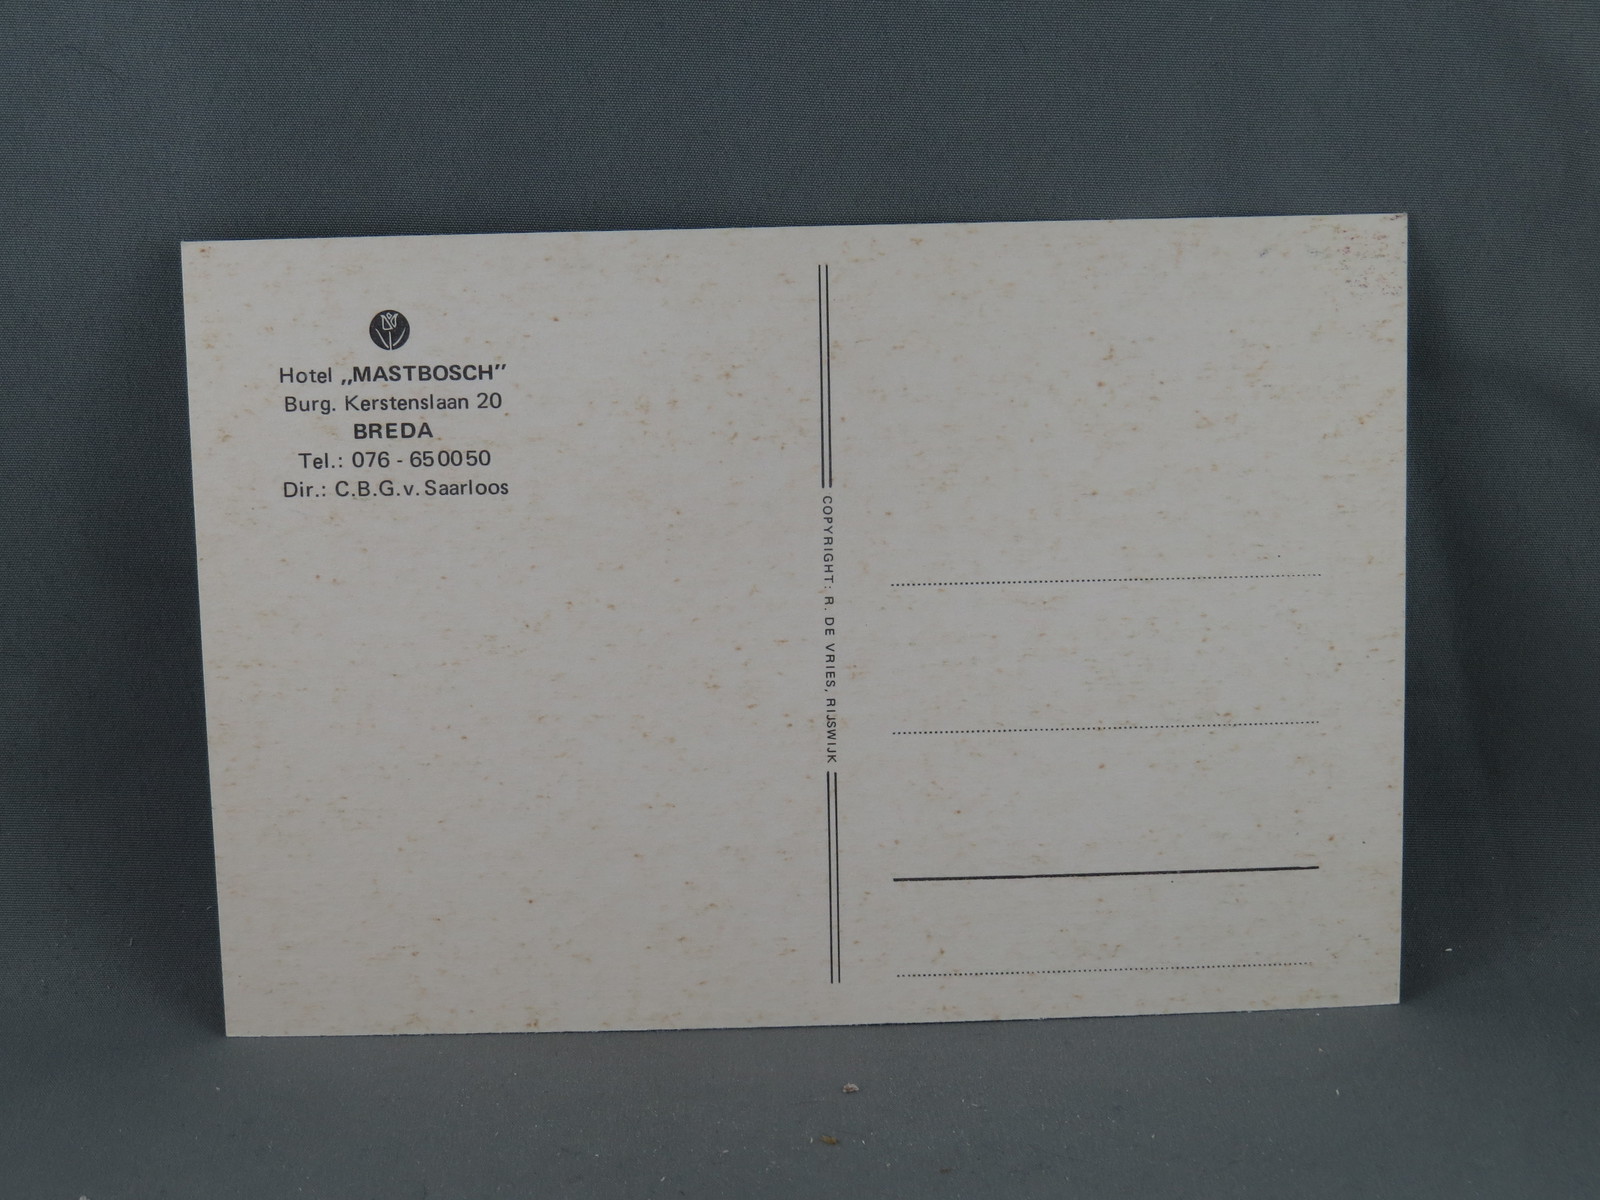 Hotel „MASTBOSCH”
Burg. Kerstenslaan 20
BREDA
Tel.: 076 - 650050
Dir.: C.B.G. v. Saarloos
COPYRIGHT: R. DE VRIES, RIJSWIJK